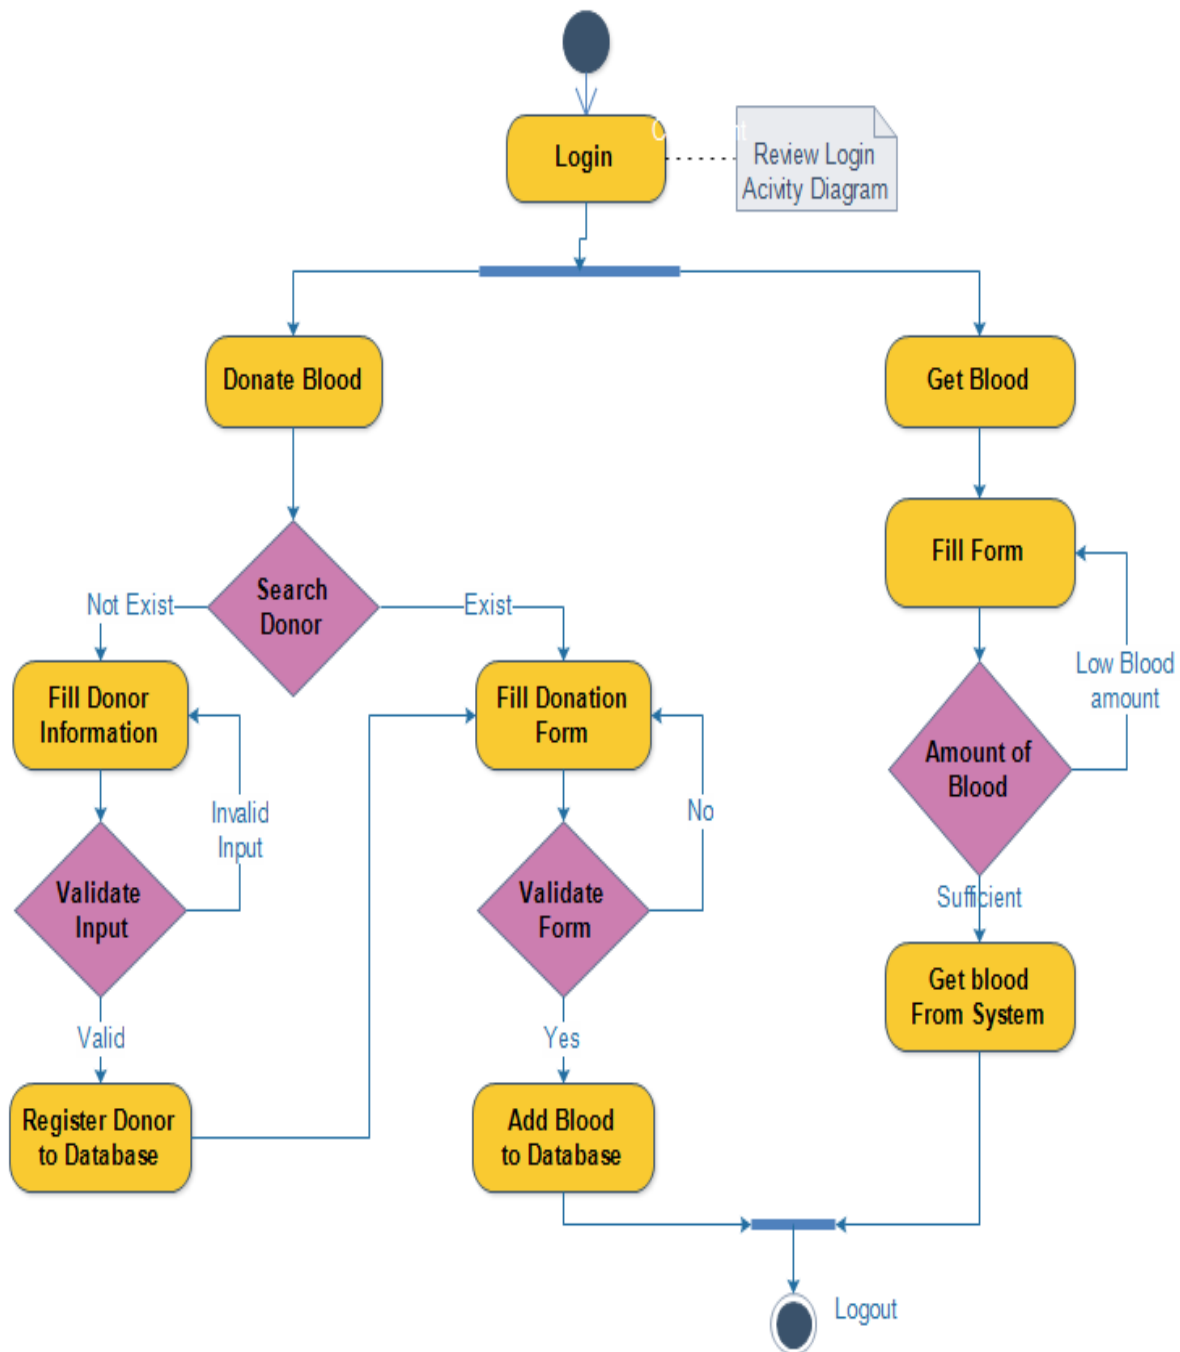 Login
Review Login
Acivity Diagram
Donate Blood
Get Blood
Search
Donor
Not Exist
Exist
Fill Form
Low Blood
amount
Fill Donor
Information
Fill Donation
Form
Amount of
Blood
Invalid
Input
No
Validate
Input
Validate
Form
Sufficient
Get blood
From System
Valid
Yes
Register Donor
to Database
Add Blood
to Database
Logout